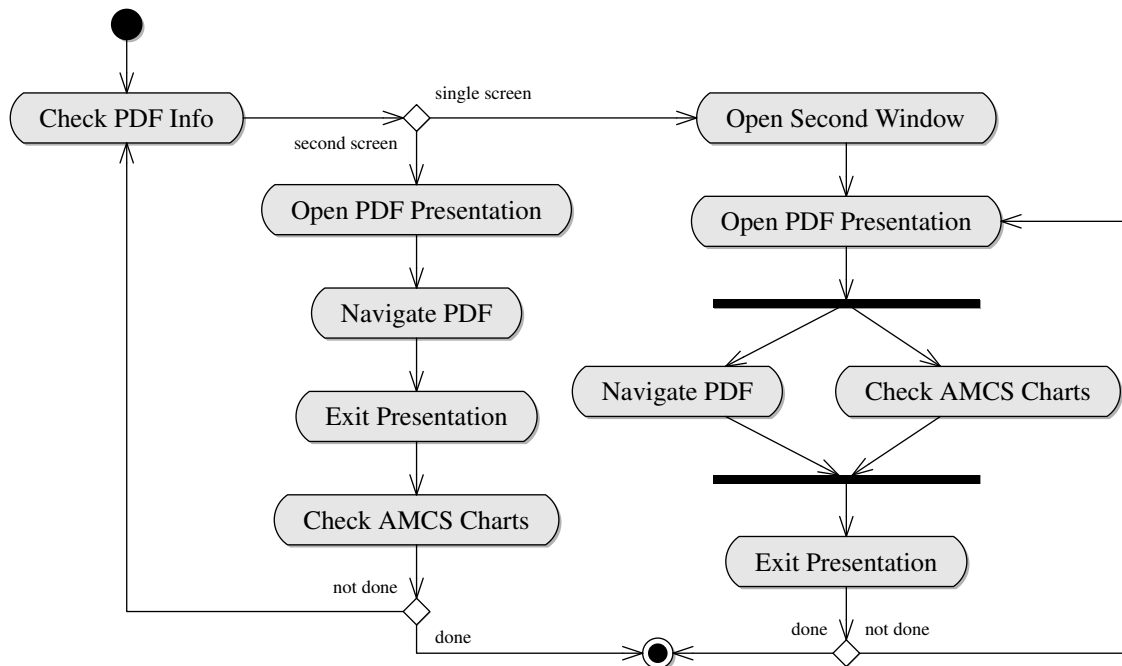 single screen
Check PDF Info
Open Second Window
second screen
Open PDF Presentation
Open PDF Presentation
Navigate PDF
Navigate PDF
Check AMCS Charts
Exit Presentation
Check AMCS Charts
Exit Presentation
not done
done
done
not done